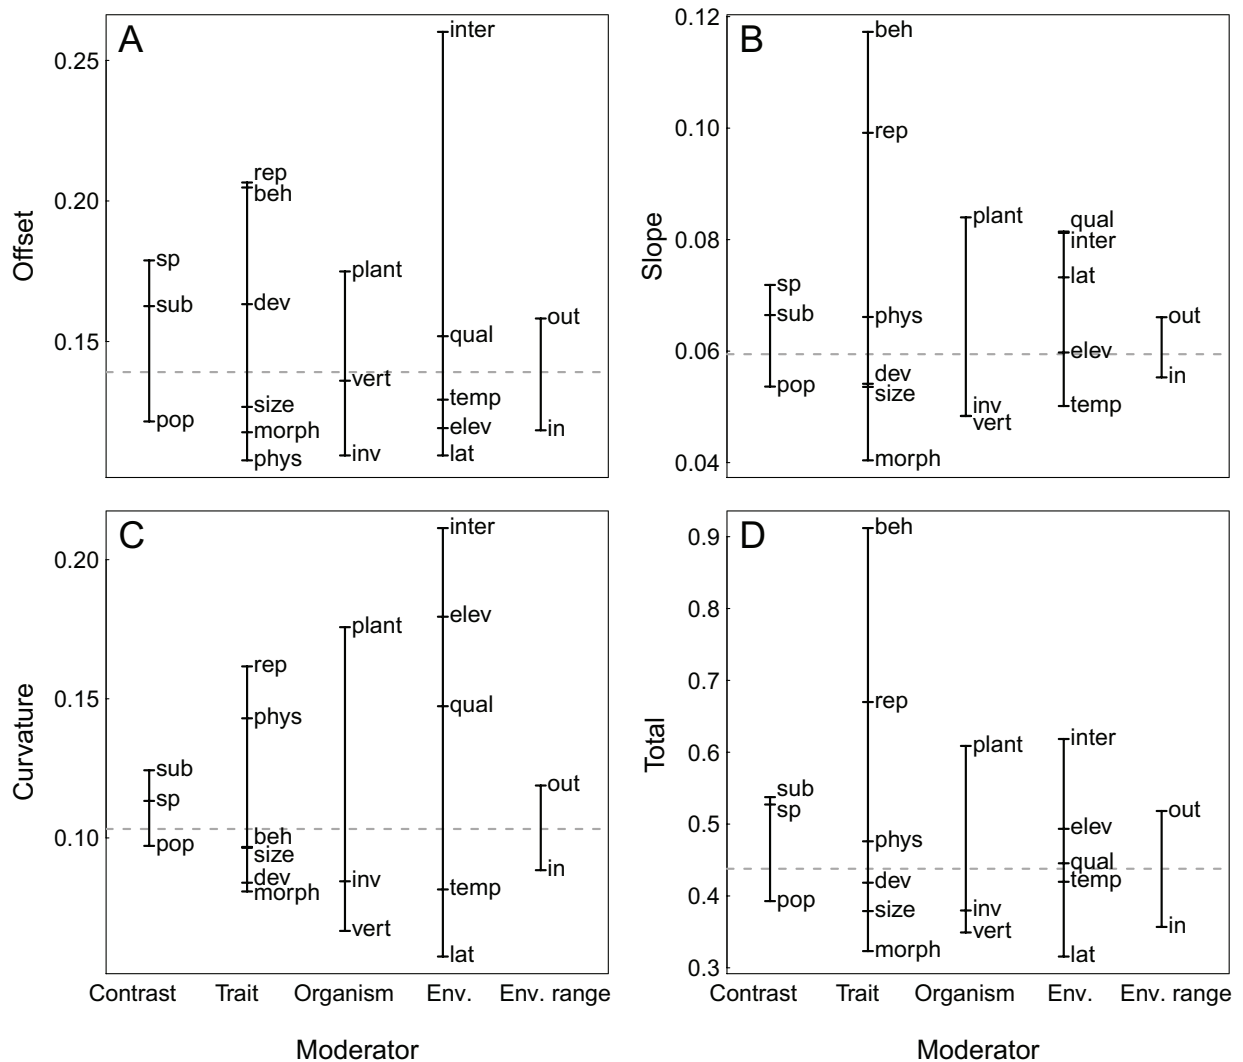 A
Offset
0.25
0.20
0.15
sp
sub
pop
rep
beh
dev
size
morph
phys
plant
vert
inv
inter
qual
temp
elev
lat
out
in
B
Slope
0.12
0.10
0.08
0.06
0.04
sp
sub
pop
beh
rep
phys
dev
size
morph
plant
inv
vert
qual
inter
lat
elev
temp
out
in
C
Curvature
0.20
0.15
0.10
sub
sp
pop
rep
phys
beh
size
dev
morph
plant
inv
vert
inter
elev
qual
temp
lat
out
in
Contrast Trait Organism Env. Env. range
Moderator
D
Total
0.9
0.8
0.7
0.6
0.5
0.4
0.3
sub
sp
pop
beh
rep
phys
dev
size
morph
plant
inv
vert
inter
elev
qual
temp
lat
out
in
Contrast Trait Organism Env. Env. range
Moderator